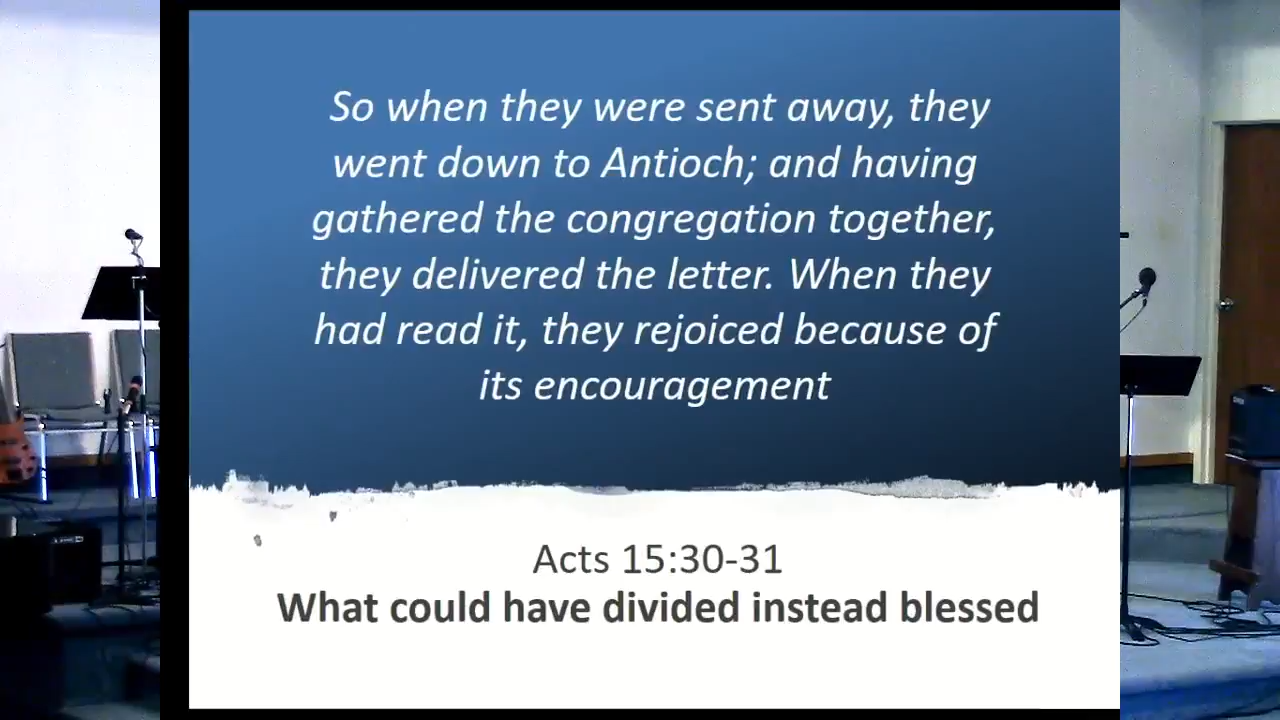 So when they were sent away, they
went down to Antioch; and having
gathered the congregation together,
they delivered the letter. When they
had read it, they rejoiced because of
its encouragement
Acts 15:30-31
What could have divided instead blessed